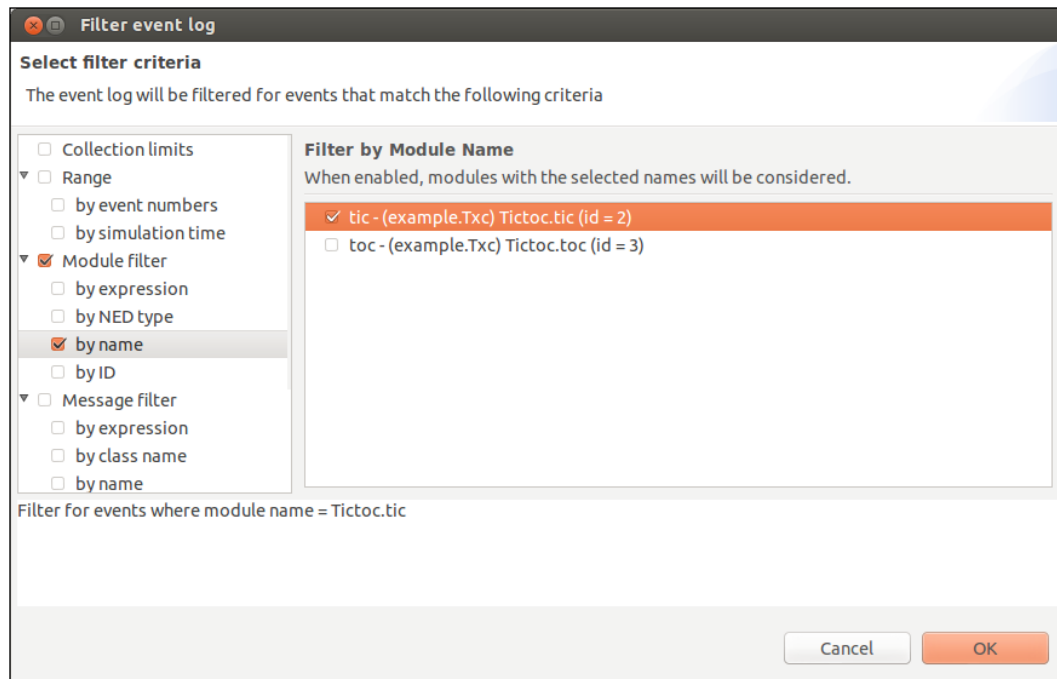 Filter event log
Select filter criteria
The event log will be filtered for events that match the following criteria
Collection limits
Range
by event numbers
by simulation time
Module filter
by expression
by NED type
by name
by ID
Message filter
by expression
by class name
by name
Filter by Module Name
When enabled, modules with the selected names will be considered.
tic - (example.Txc) Tictoc.tic (id = 2)
toc - (example.Txc) Tictoc.toc (id = 3)
Filter for events where module name = Tictoc.tic
Cancel
OK